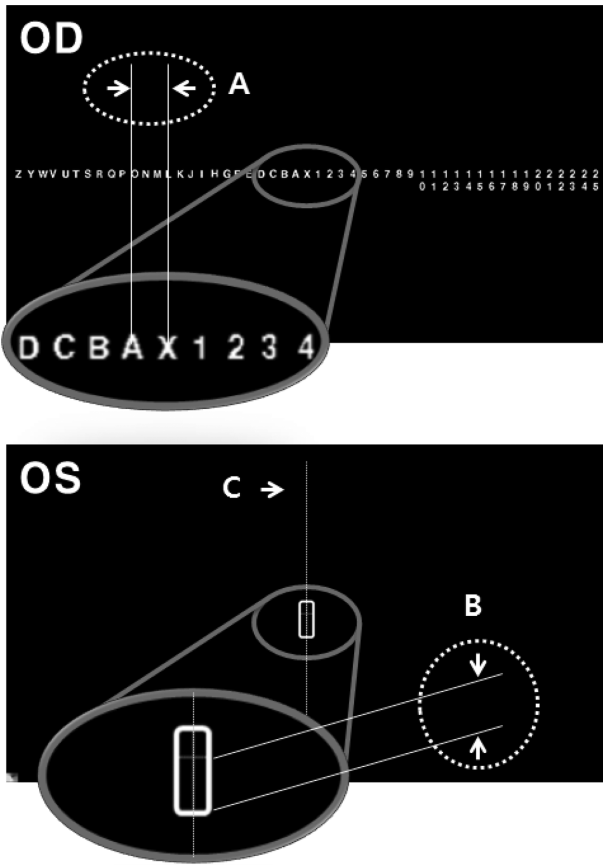 OD
A
Z Y W V U T S R Q P O N M L K J I H G F E D C B A X 1 2 3 4 5 6 7 8 9 1 1 1 1 1 1 1 1 1 1 2 2 2 2 2 2
0 1 2 3 4 5 6 7 8 9 0 1 2 3 4 5
D C B A X 1 2 3 4
OS
C
B